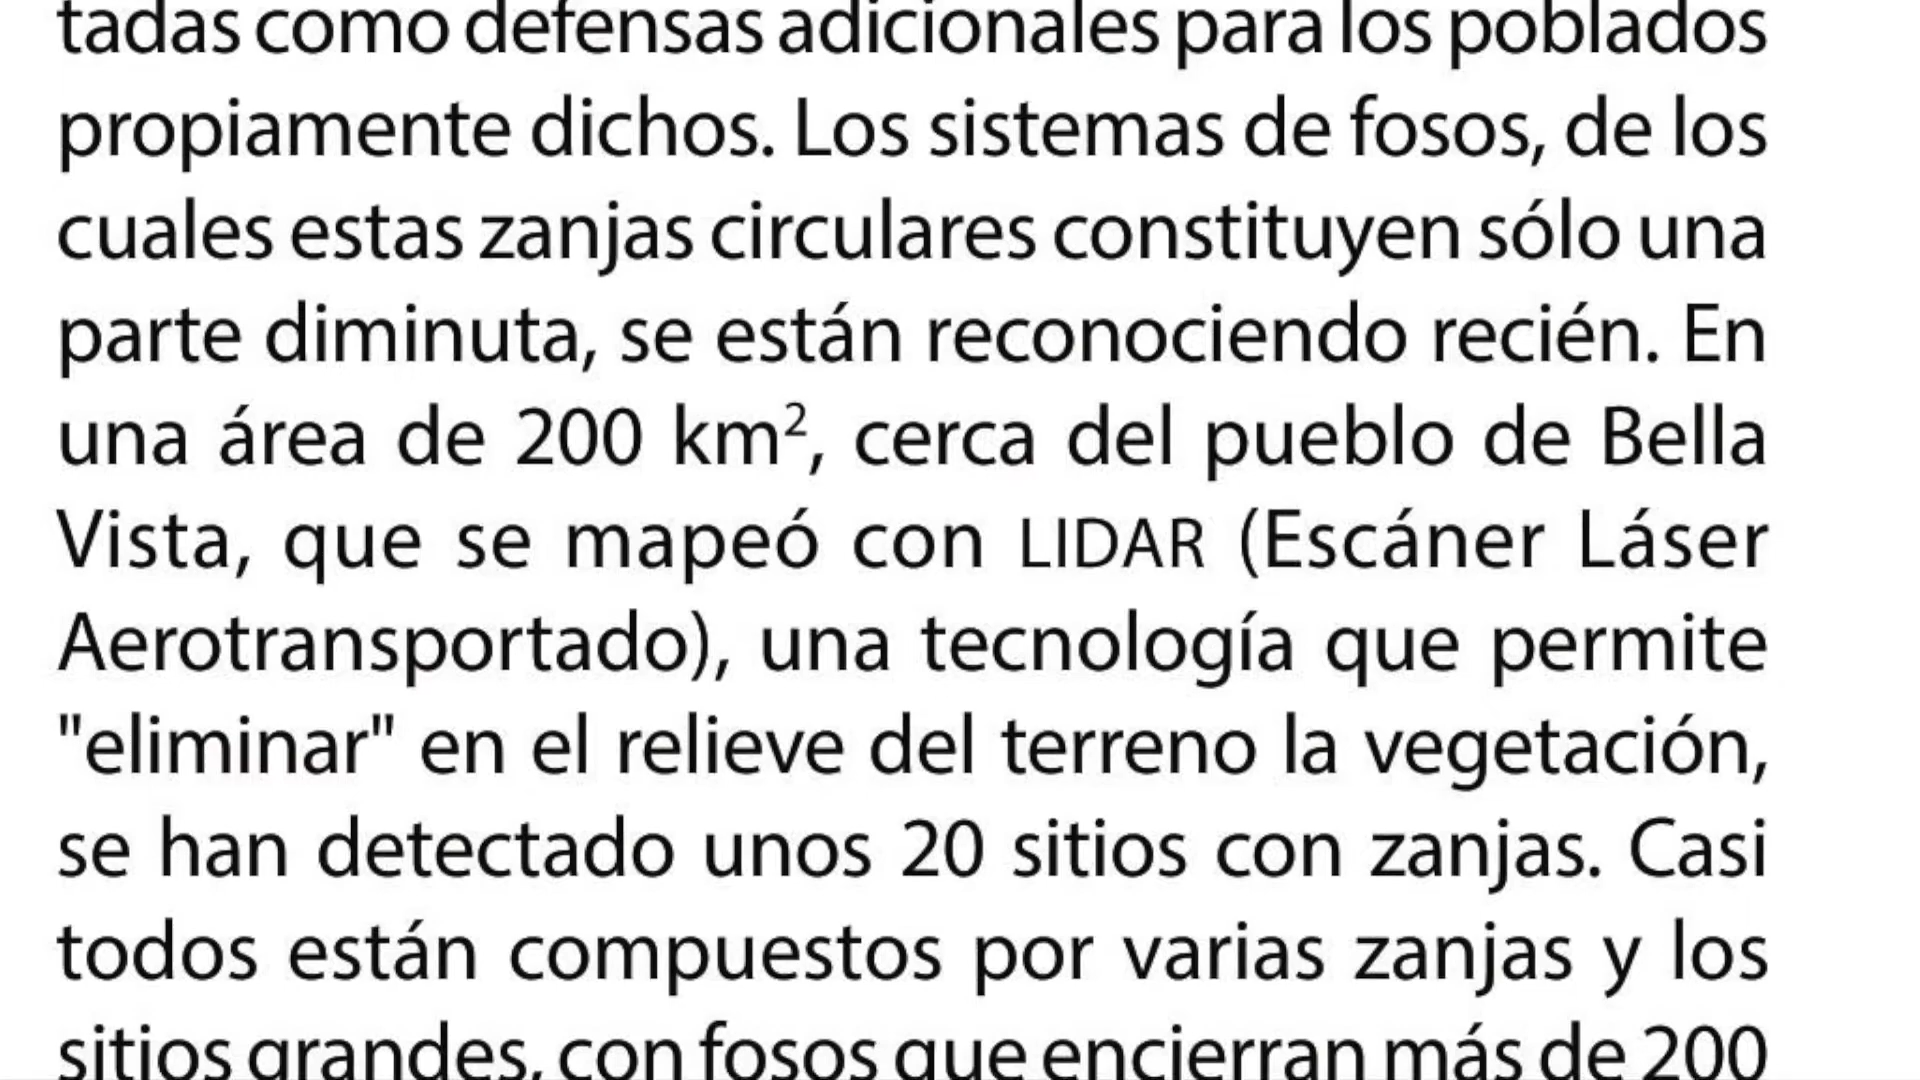 tadas como defensas adicionales para los poblados
propiamente dichos. Los sistemas de fosos, de los
cuales estas zanjas circulares constituyen sólo una
parte diminuta, se están reconociendo recién. En
una área de 200 km², cerca del pueblo de Bella
Vista, que se mapeó con LIDAR (Escáner Láser
Aerotransportado), una tecnología que permite
"eliminar" en el relieve del terreno la vegetación,
se han detectado unos 20 sitios con zanjas. Casi
todos están compuestos por varias zanjas y los
sitios grandes, con fosos que encierran más de 200